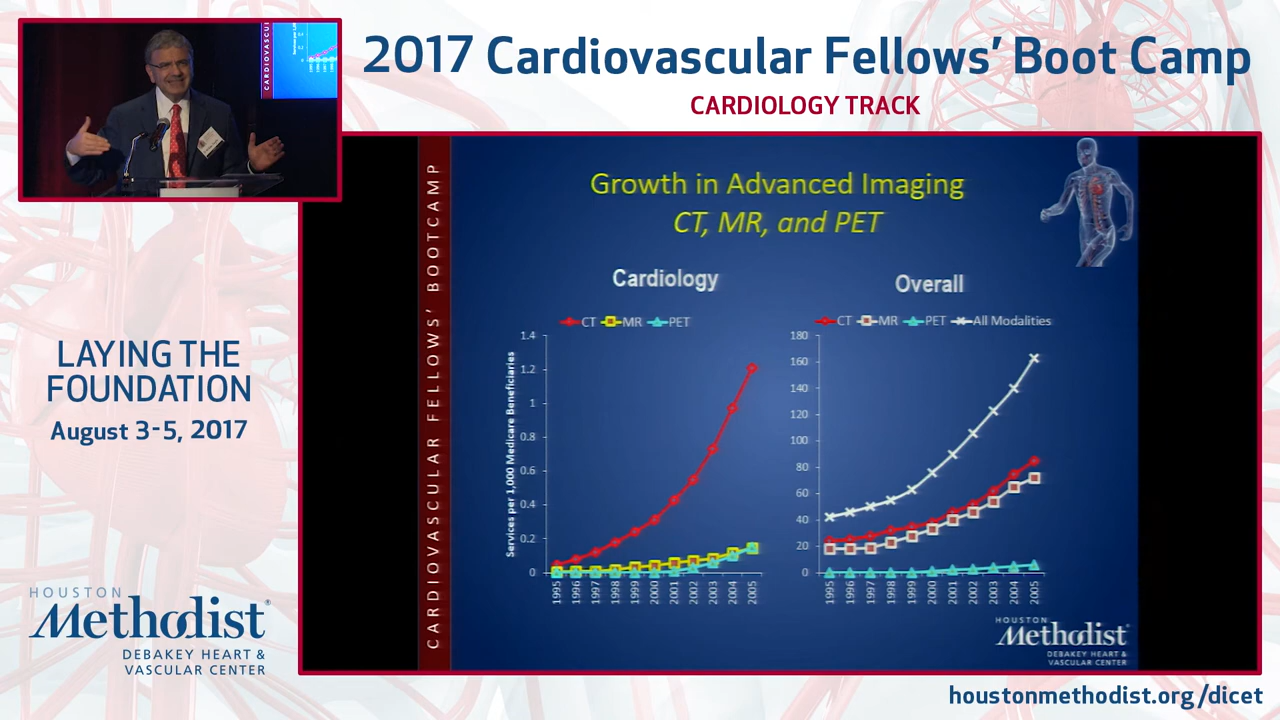 2017 Cardiovascular Fellows' Boot Camp
CARDIOLOGY TRACK
CARDIOVASCULAR FELLOWS' BOOTCAMP
Growth in Advanced Imaging
CT, MR, and PET
Cardiology
CT MR PET
Services per 1,000 Medicare Beneficiaries
1.4
1.2
1
0.8
0.6
0.4
0.2
0
1995 1996 1997 1998 1999 2000 2001 2002 2003 2004 2005
Overall
CT MR PET All Modalities
180
160
140
120
100
80
60
40
20
0
1995 1996 1997 1998 1999 2000 2001 2002 2003 2004 2005
HOUSTON
Methodist
DEBAKEY HEART &
VASCULAR CENTER
LAYING THE
FOUNDATION
August 3-5, 2017
HOUSTON
Methodist®
DEBAKEY HEART &
VASCULAR CENTER
houstonmethodist.org/dicet